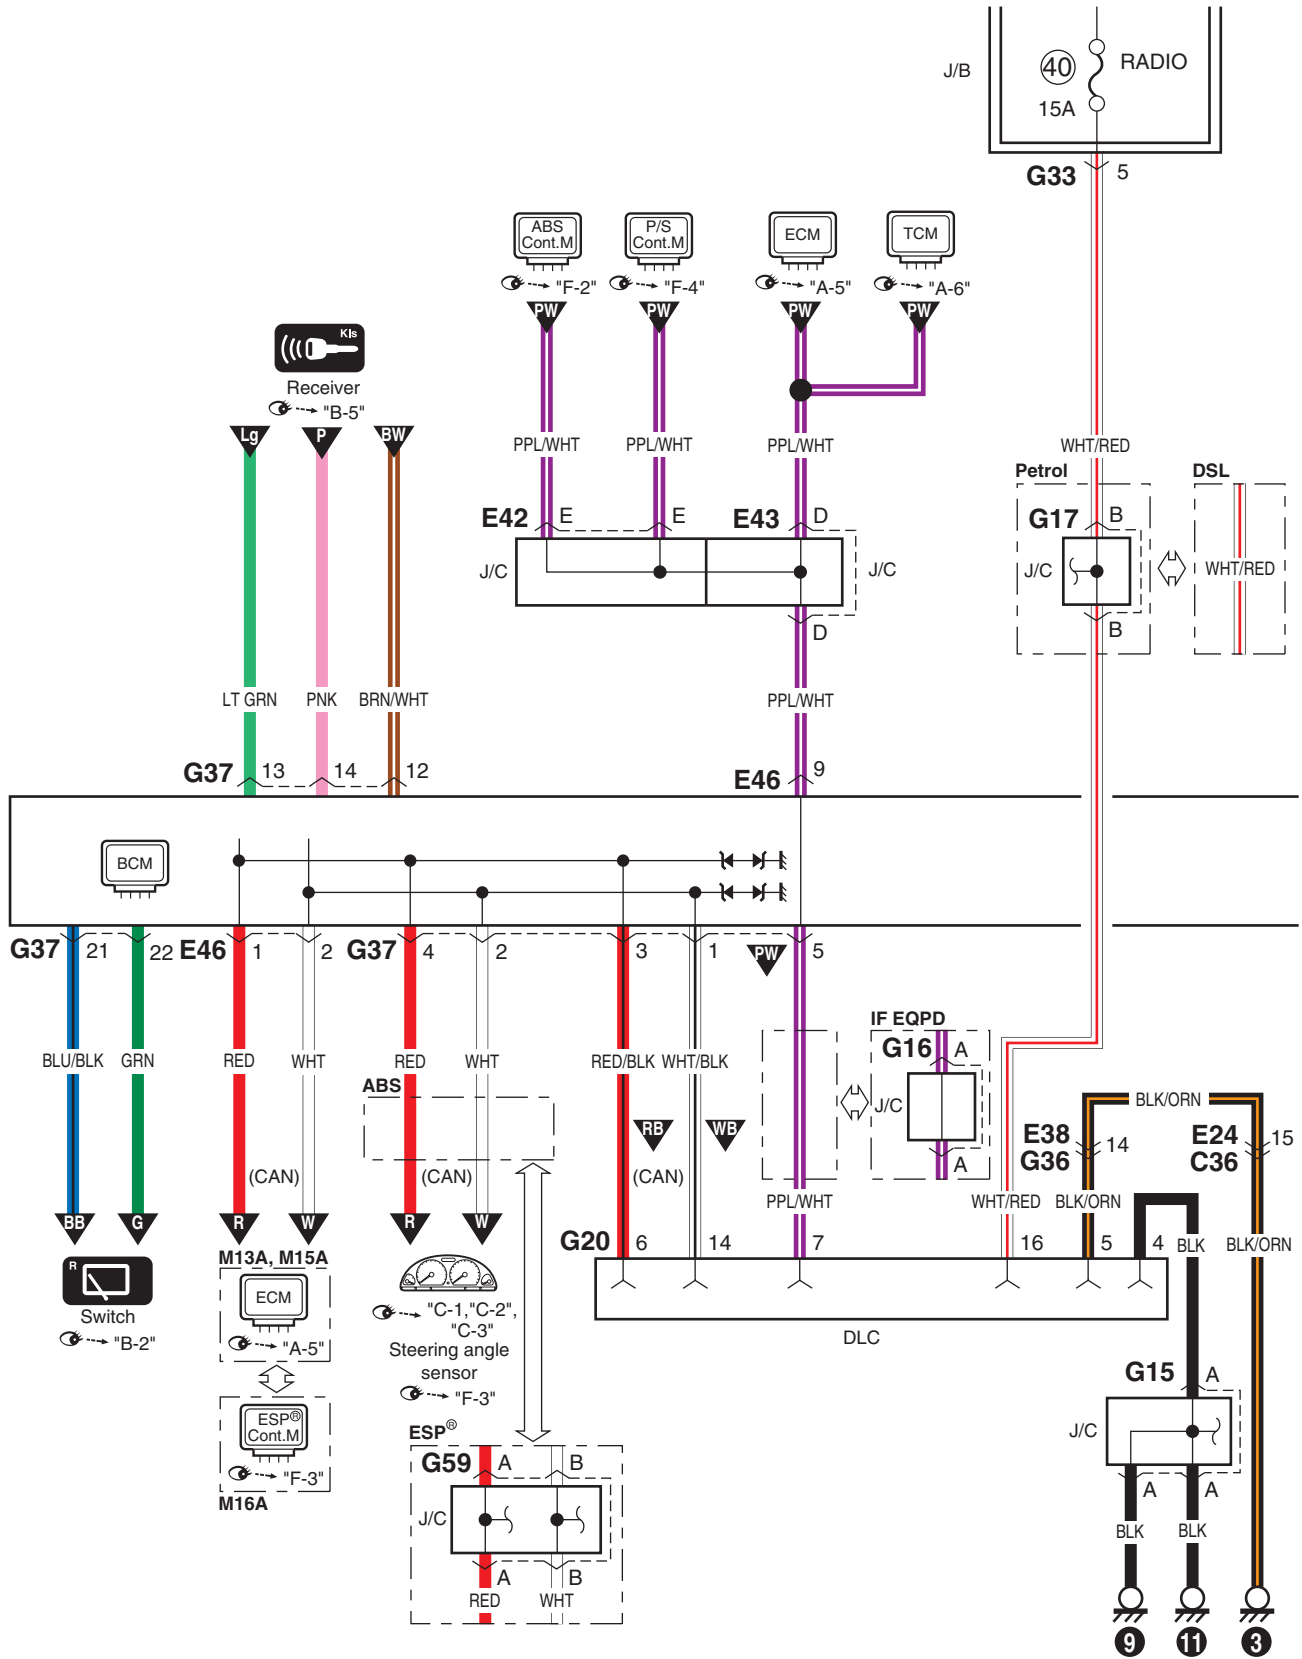 J/B
40
RADIO
15A
G33
5
ABS
Cont.M
P/S
Cont.M
ECM
TCM
"F-2"
"F-4"
"A-5"
"A-6"
PW
PW
PW
PW
Kls
Receiver
"B-5"
Lg
P
BW
PPL/WHT
PPL/WHT
PPL/WHT
WHT/RED
Petrol
DSL
E42
E
E
E43
D
G17
B
J/C
J/C
J/C
WHT/RED
D
B
LT GRN
PNK
BRN/WHT
PPL/WHT
G37
13
14
12
E46
9
BCM
G37
21
22
E46
1
2
G37
4
2
3
1
PW
5
IF EQPD
G16
A
BLU/BLK
GRN
RED
WHT
RED
WHT
RED/BLK
WHT/BLK
ABS
J/C
BLK/ORN
RB
WB
E38
G36
14
E24
C36
15
A
(CAN)
(CAN)
(CAN)
PPL/WHT
WHT/RED
BLK/ORN
BB
G
R
W
R
W
G20
6
14
7
16
5
4
BLK
BLK/ORN
R
Switch
"B-2"
M13A, M15A
ECM
"A-5"
"C-1,"C-2",
"C-3"
Steering angle
sensor
"F-3"
DLC
G15
A
ESP®
Cont.M
"F-3"
M16A
ESP®
G59
A
B
J/C
J/C
A
A
A
B
RED
WHT
BLK
BLK
9
11
3